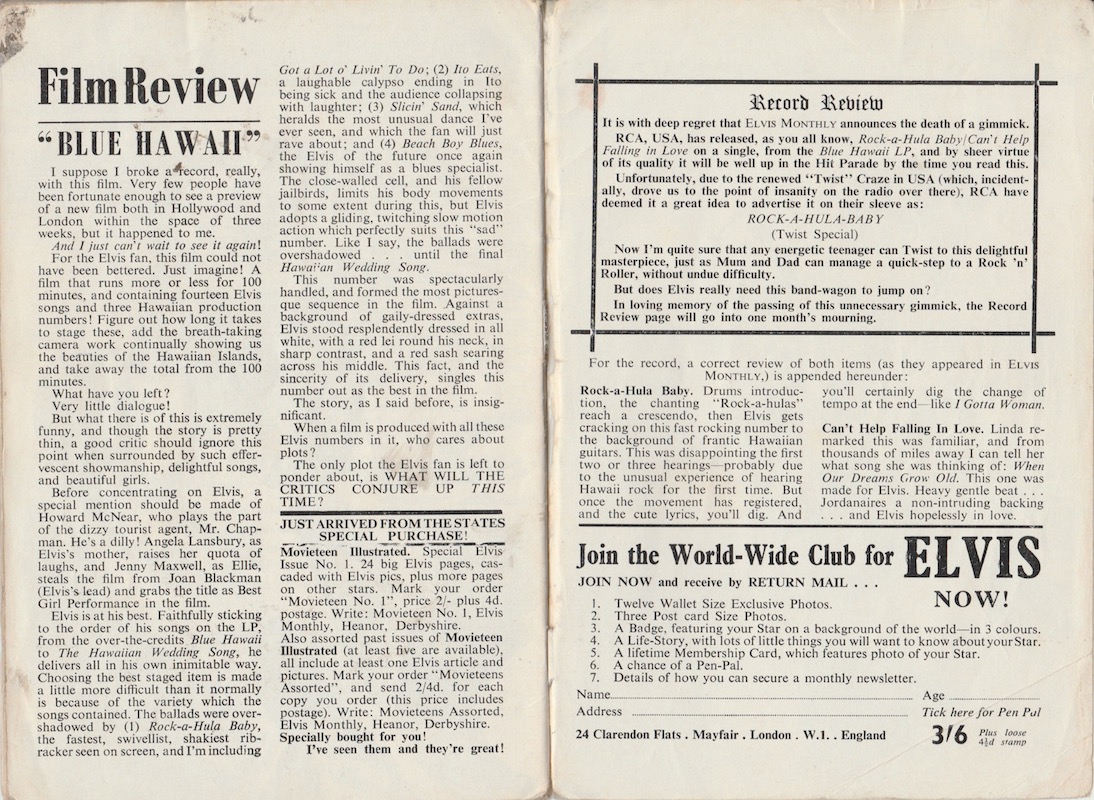 Film Review
"BLUE HAWAII"
I suppose I broke a record, really,
with this film. Very few people have
been fortunate enough to see a preview
of a new film both in Hollywood and
London within the space of three
weeks, but it happened to me.
And I just can't wait to see it again!
For the Elvis fan, this film could not
have been bettered. Just imagine! A
film that runs more or less for 100
minutes, and containing fourteen Elvis
songs and three Hawaiian production
numbers! Figure out how long it takes
to stage these, add the breath-taking
camera work continually showing us
the beauties of the Hawaiian Islands,
and take away the total from the 100
minutes.
What have you left?
Very little dialogue!
But what there is of this is extremely
funny, and though the story is pretty
thin, a good critic should ignore this
point when surrounded by such effer-
vescent showmanship, delightful songs,
and beautiful girls.
Before concentrating on Elvis, a
special mention should be made of
Howard McNear, who plays the part
of the dizzy tourist agent, Mr. Chap-
man. He's a dilly! Angela Lansbury, as
Elvis's mother, raises her quota of
laughs, and Jenny Maxwell, as Ellie,
steals the film from Joan Blackman
(Elvis's lead) and grabs the title as Best
Girl Performance in the film.
Elvis is at his best. Faithfully sticking
to the order of his songs on the LP,
from the over-the-credits Blue Hawaii
to The Hawaiian Wedding Song, he
delivers all in his own inimitable way.
Choosing the best staged item is made
a little more difficult than it normally
is because of the variety which the
songs contained. The ballads were over-
shadowed by (1) Rock-a-Hula Baby,
the fastest, swivellist, shakiest rib-
racker seen on screen, and I'm including
Got a Lot o' Livin' To Do; (2) Ito Eats,
a laughable calypso ending in Ito
being sick and the audience collapsing
with laughter; (3) Slicin' Sand, which
heralds the most unusual dance I've
ever seen, and which the fan will just
rave about; and (4) Beach Boy Blues,
the Elvis of the future once again
showing himself as a blues specialist.
The close-walled cell, and his fellow
jailbirds, limits his body movements
to some extent during this, but Elvis
adopts a gliding, twitching slow motion
action which perfectly suits this "sad"
number. Like I say, the ballads were
overshadowed . . . until the final
Hawaiian Wedding Song.
This number was spectacularly
handled, and formed the most pictures-
que sequence in the film. Against a
background of gaily-dressed extras,
Elvis stood resplendently dressed in all
white, with a red lei round his neck, in
sharp contrast, and a red sash searing
across his middle. This fact, and the
sincerity of its delivery, singles this
number out as the best in the film.
The story, as I said before, is insig-
nificant.
When a film is produced with all these
Elvis numbers in it, who cares about
plots?
The only plot the Elvis fan is left to
ponder about, is WHAT WILL THE
CRITICS CONJURE UP THIS
TIME?
JUST ARRIVED FROM THE STATES
SPECIAL PURCHASE!
Movieteen Illustrated. Special Elvis
Issue No. 1. 24 big Elvis pages, cas-
caded with Elvis pics, plus more pages
on other stars. Mark your order
"Movieteen No. 1", price 2/- plus 4d.
postage. Write: Movieteen No. 1, Elvis
Monthly, Heanor, Derbyshire.
Also assorted past issues of Movieteen
Illustrated (at least five are available),
all include at least one Elvis article and
pictures. Mark your order "Movieteens
Assorted", and send 2/4d. for each
copy you order (this price includes
postage). Write: Movieteens Assorted,
Elvis Monthly, Heanor, Derbyshire.
Specially bought for you!
I've seen them and they're great!
Record Review
It is with deep regret that ELVIS MONTHLY announces the death of a gimmick.
RCA, USA, has released, as you all know, Rock-a-Hula Baby/Can't Help
Falling in Love on a single, from the Blue Hawaii LP, and by sheer virtue
of its quality it will be well up in the Hit Parade by the time you read this.
Unfortunately, due to the renewed "Twist" Craze in USA (which, incident-
ally, drove us to the point of insanity on the radio over there), RCA have
deemed it a great idea to advertise it on their sleeve as:
ROCK-A-HULA-BABY
(Twist Special)
Now I'm quite sure that any energetic teenager can Twist to this delightful
masterpiece, just as Mum and Dad can manage a quick-step to a Rock 'n'
Roller, without undue difficulty.
But does Elvis really need this band-wagon to jump on?
In loving memory of the passing of this unnecessary gimmick, the Record
Review page will go into one month's mourning.
For the record, a correct review of both items (as they appeared in ELVIS
MONTHLY,) is appended hereunder:
Rock-a-Hula Baby. Drums introduc-
tion, the chanting "Rock-a-hulas"
reach a crescendo, then Elvis gets
cracking on this fast rocking number to
the background of frantic Hawaiian
guitars. This was disappointing the first
two or three hearings—probably due
to the unusual experience of hearing
Hawaii rock for the first time. But
once the movement has registered,
and the cute lyrics, you'll dig. And
you'll certainly dig the change of
tempo at the end—like I Gotta Woman.
Can't Help Falling In Love. Linda re-
marked this was familiar, and from
thousands of miles away I can tell her
what song she was thinking of: When
Our Dreams Grow Old. This one was
made for Elvis. Heavy gentle beat . . .
Jordanaires a non-intruding backing
. . . and Elvis hopelessly in love.
Join the World-Wide Club for ELVIS
JOIN NOW and receive by RETURN MAIL . . .
NOW!
1. Twelve Wallet Size Exclusive Photos.
2. Three Post card Size Photos.
3. A Badge, featuring your Star on a background of the world—in 3 colours.
4. A Life-Story, with lots of little things you will want to know about your Star.
5. A lifetime Membership Card, which features photo of your Star.
6. A chance of a Pen-Pal.
7. Details of how you can secure a monthly newsletter.
Name Age
Address Tick here for Pen Pal
24 Clarendon Flats . Mayfair . London . W.1. . England 3/6 Plus loose
4½d stamp